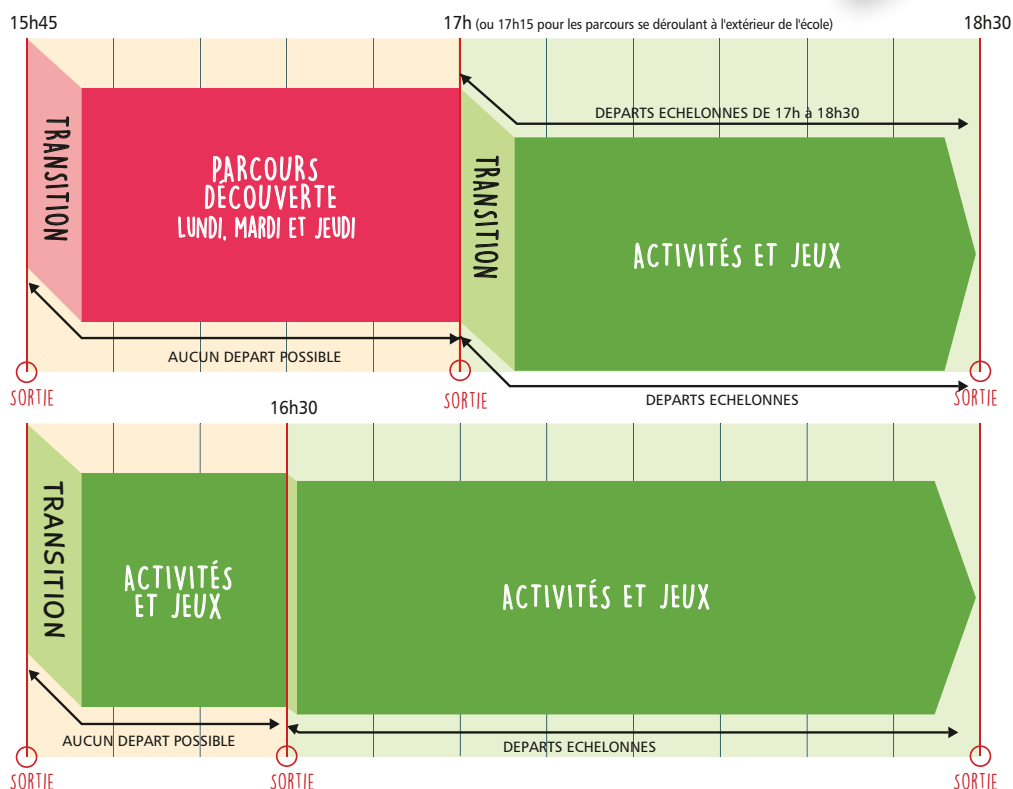 15h45
17h (ou 17h15 pour les parcours se déroulant à l'extérieur de l'école)
18h30
TRANSITION
PARCOURS
DÉCOUVERTE
LUNDI, MARDI ET JEUDI
AUCUN DEPART POSSIBLE
TRANSITION
DEPARTS ECHELONNES DE 17h à 18h30
ACTIVITÉS ET JEUX
DEPARTS ECHELONNES
SORTIE
SORTIE
SORTIE
16h30
TRANSITION
ACTIVITÉS
ET JEUX
ACTIVITÉS ET JEUX
AUCUN DEPART POSSIBLE
DEPARTS ECHELONNES
SORTIE
SORTIE
SORTIE